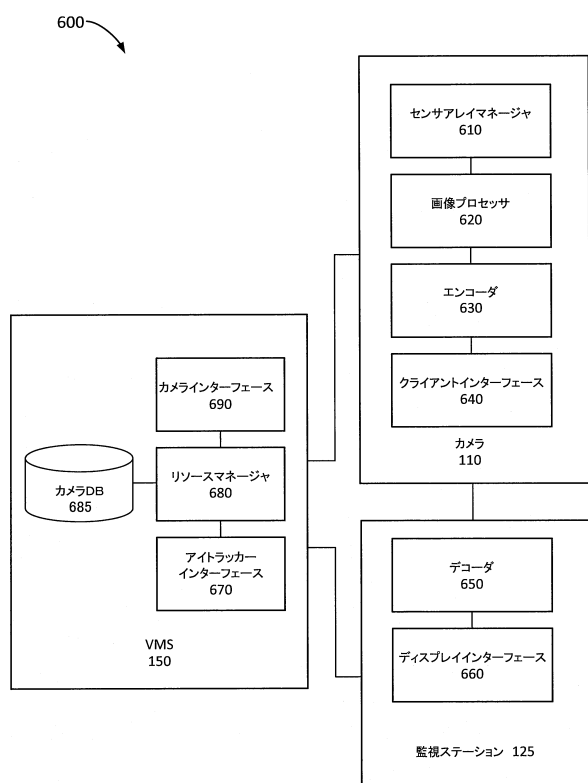 600
センサアレイマネージャ
610
画像プロセッサ
620
エンコーダ
630
クライアントインターフェース
640
カメラ
110
カメラインターフェース
690
リソースマネージャ
680
カメラDB
685
アイトラッカー
インターフェース
670
VMS
150
デコーダ
650
ディスプレイインターフェース
660
監視ステーション 125